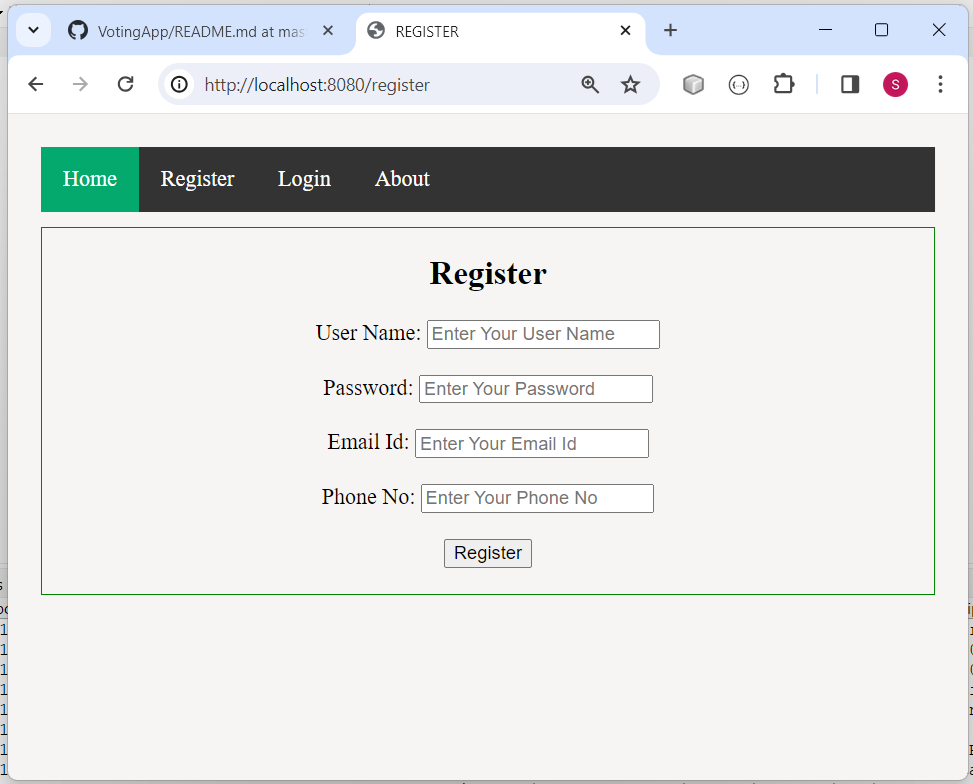 VotingApp/README.md at mas
REGISTER
http://localhost:8080/register
S
Home Register Login About
Register
User Name: Enter Your User Name
Password: Enter Your Password
Email Id: Enter Your Email Id
Phone No: Enter Your Phone No
Register